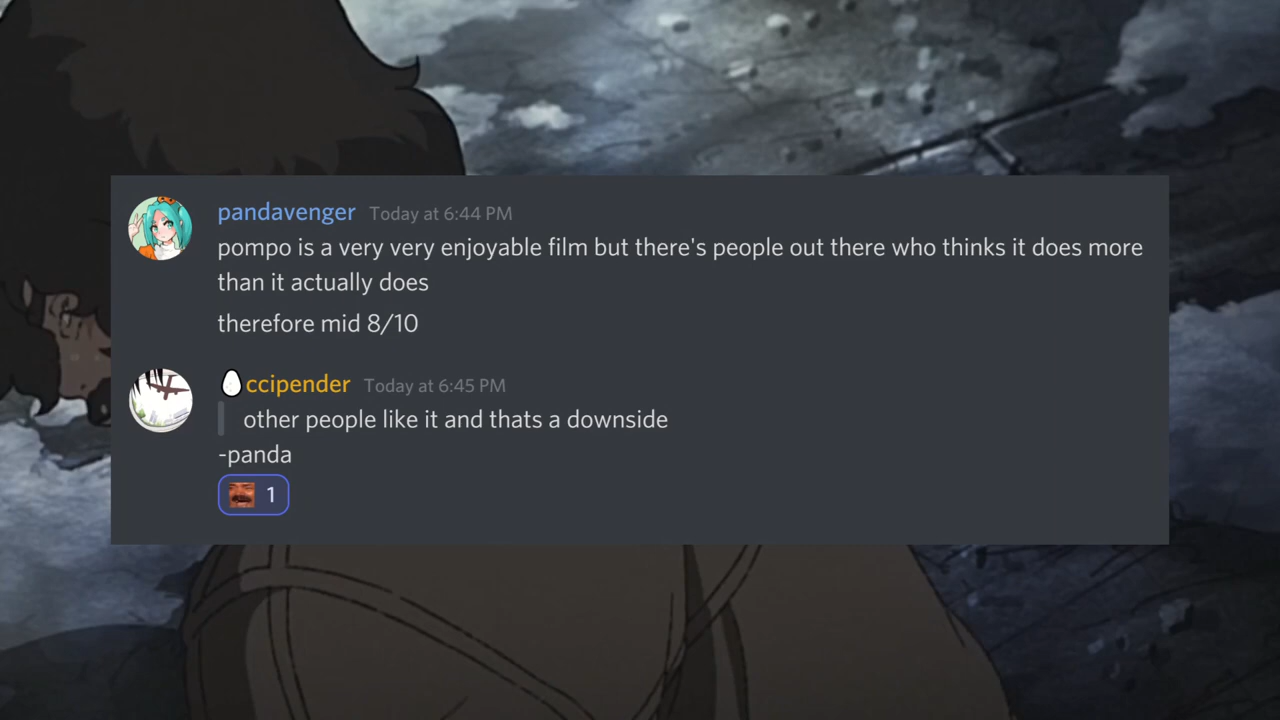 pandavenger Today at 6:44 PM
pompo is a very very enjoyable film but there's people out there who thinks it does more
than it actually does
therefore mid 8/10
ccipender Today at 6:45 PM
other people like it and thats a downside
-panda
1